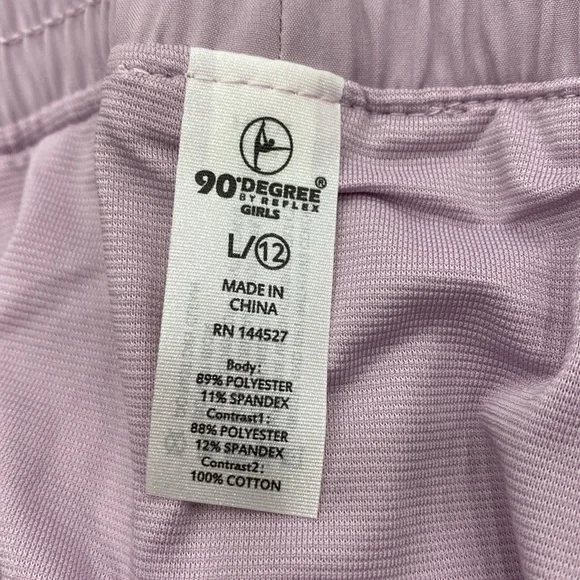 90°DEGREE®
BY REFLEX
GIRLS
L/12
MADE IN
CHINA
RN 144527
Body:
89% POLYESTER
11% SPANDEX
Contrast1:
88% POLYESTER
12% SPANDEX
Contrast2:
100% COTTON